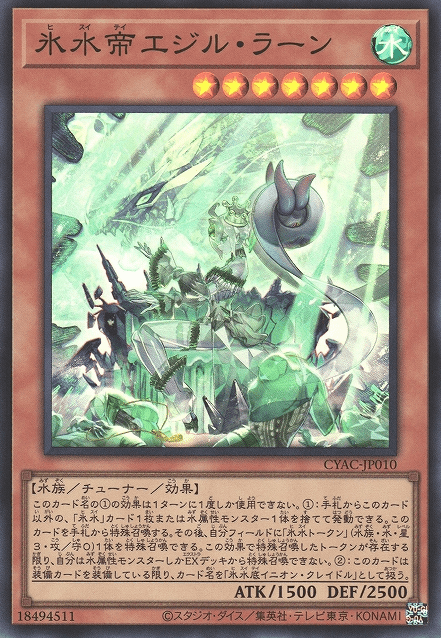 氷水帝エジル・ラーン
水
CYAC-JP010
【水族/チューナー/効果】
このカード名の①の効果は1ターンに1度しか使用できない。①:手札からこのカード
以外の、「氷水」カード1枚または水属性モンスター1体を捨てて発動できる。この
カードを手札から特殊召喚する。その後、自分フィールドに「氷水トークン」(水族・水・星
3・攻/守0)1体を特殊召喚できる。この効果で特殊召喚したトークンが存在する
限り、自分は水属性モンスターしかEXデッキから特殊召喚できない。②:このカードは
装備カードを装備している限り、カード名を「氷水底イニオン・クレイドル」として扱う。
ATK/1500 DEF/2500
18494511
©スタジオ・ダイス/集英社・テレビ東京・KONAMI